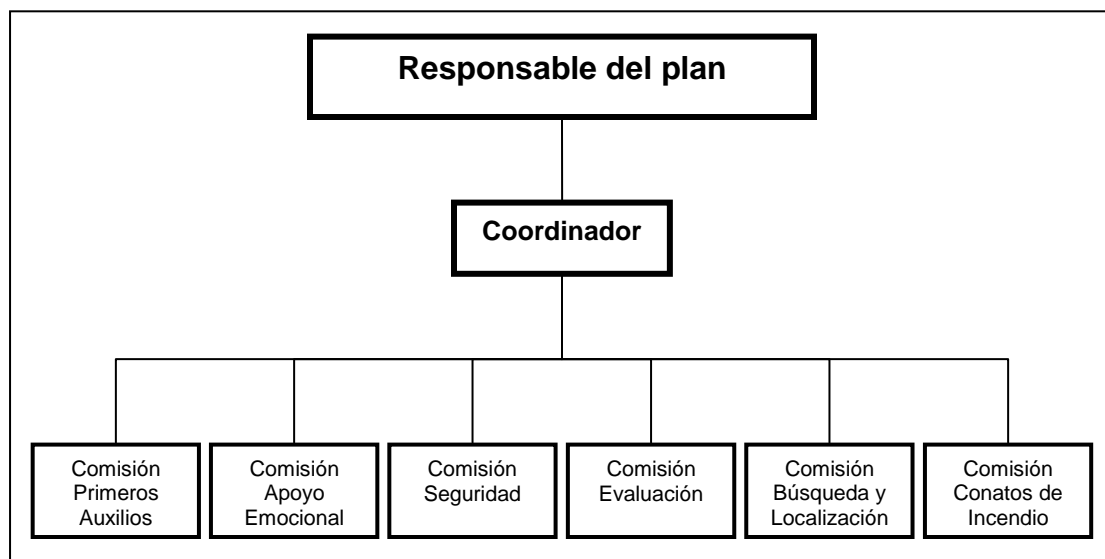 Responsable del plan
Coordinador
Comisión
Primeros
Auxilios
Comisión
Apoyo
Emocional
Comisión
Seguridad
Comisión
Evaluación
Comisión
Búsqueda y
Localización
Comisión
Conatos de
Incendio